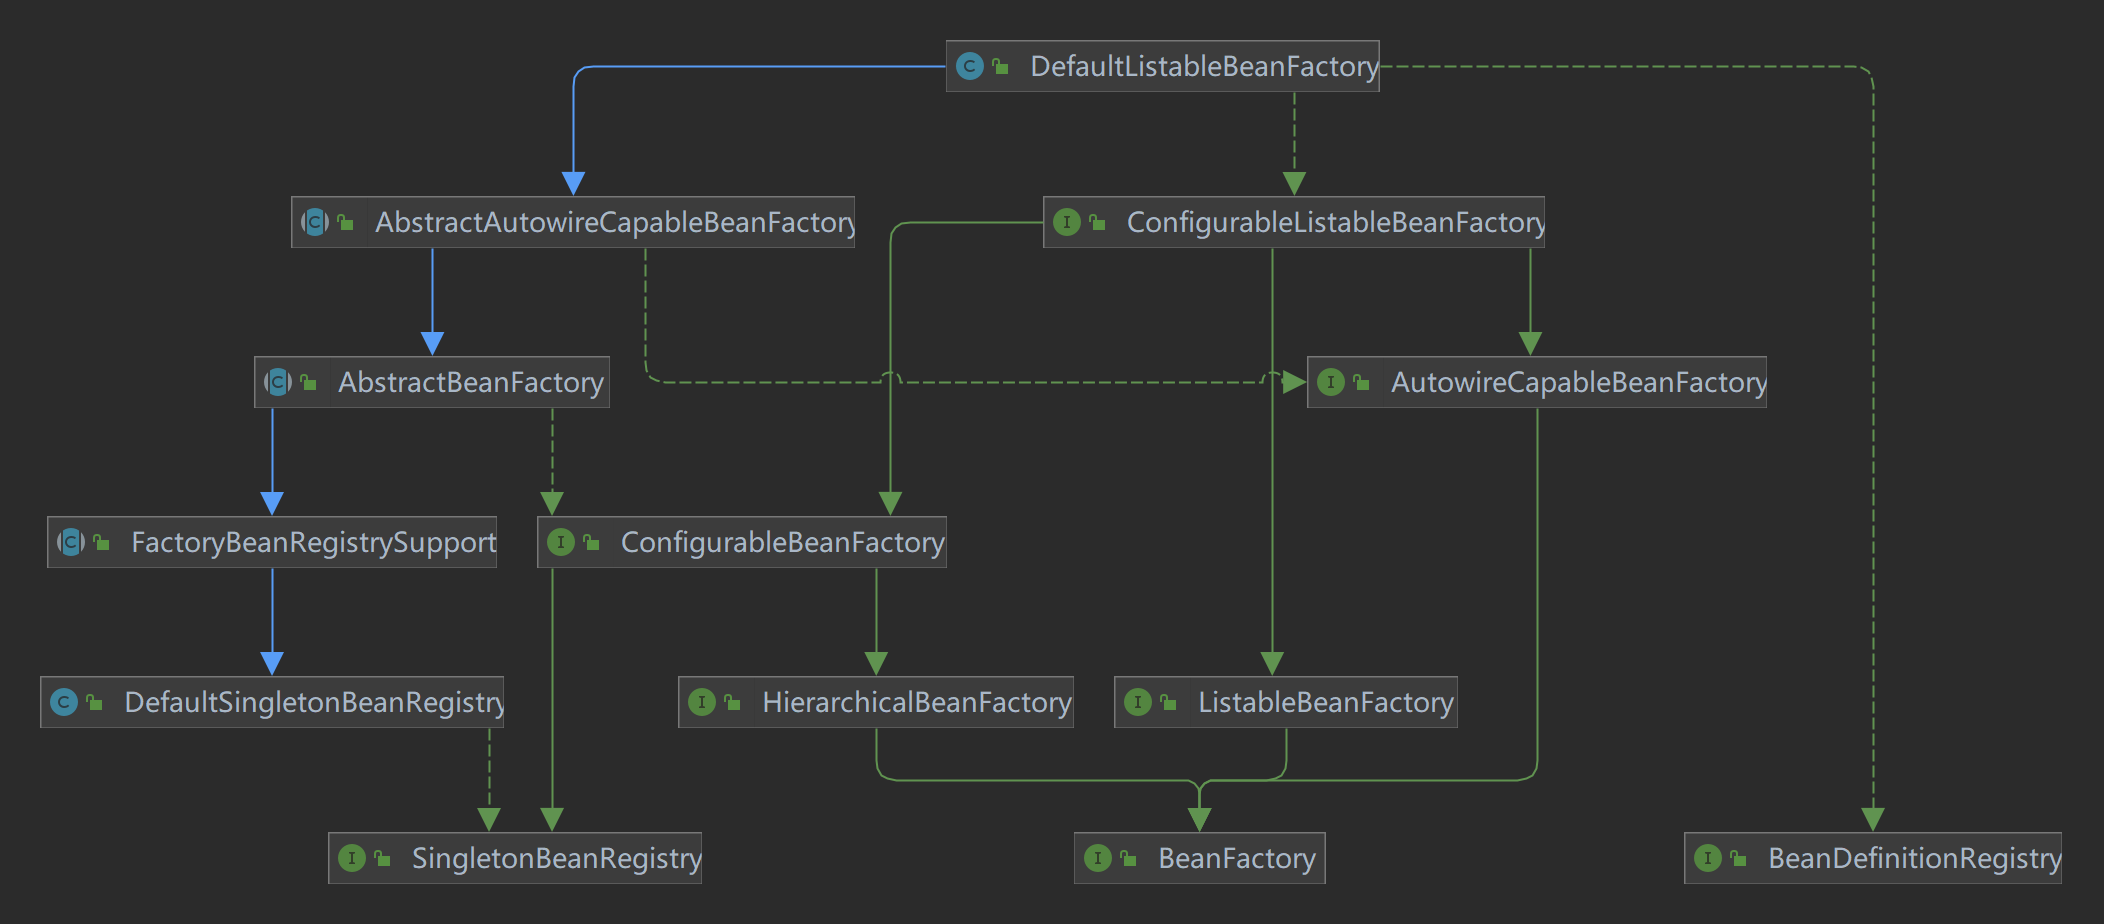 DefaultListableBeanFactory
AbstractAutowireCapableBeanFactory
ConfigurableListableBeanFactory
AbstractBeanFactory
AutowireCapableBeanFactory
FactoryBeanRegistrySupport
ConfigurableBeanFactory
DefaultSingletonBeanRegistry
HierarchicalBeanFactory
ListableBeanFactory
SingletonBeanRegistry
BeanFactory
BeanDefinitionRegistry